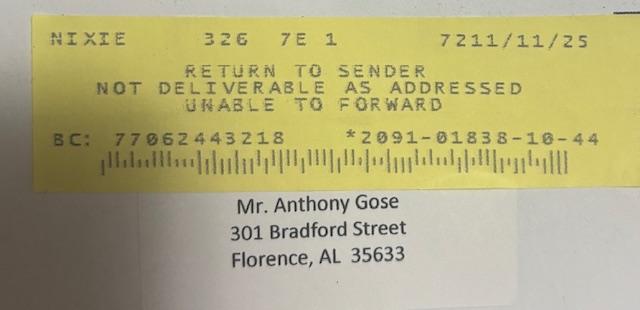 NIXIE 326 7E 1 7211/11/25
RETURN TO SENDER
NOT DELIVERABLE AS ADDRESSED
UNABLE TO FORWARD
BC: 77062443218 *2091-01838-10-44
Mr. Anthony Gose
301 Bradford Street
Florence, AL 35633